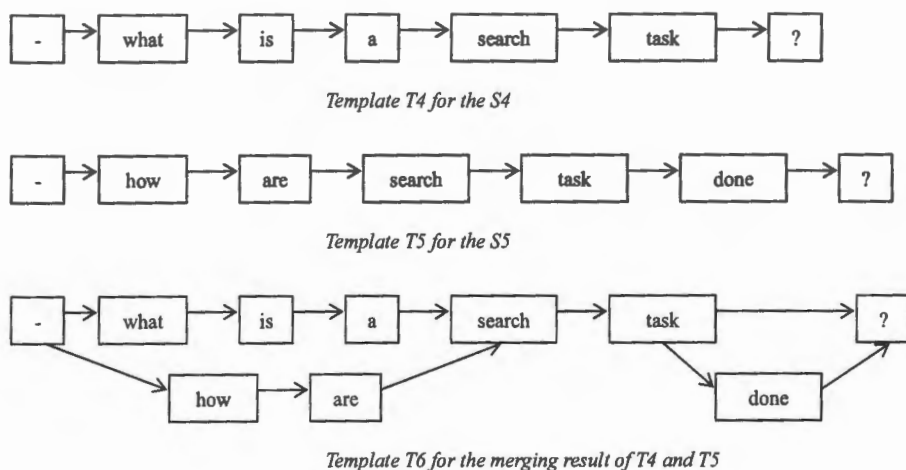 - what is a search task ?
Template T4 for the S4
- how are search task done ?
Template T5 for the S5
- what is a search task ?
how are done
Template T6 for the merging result of T4 and T5